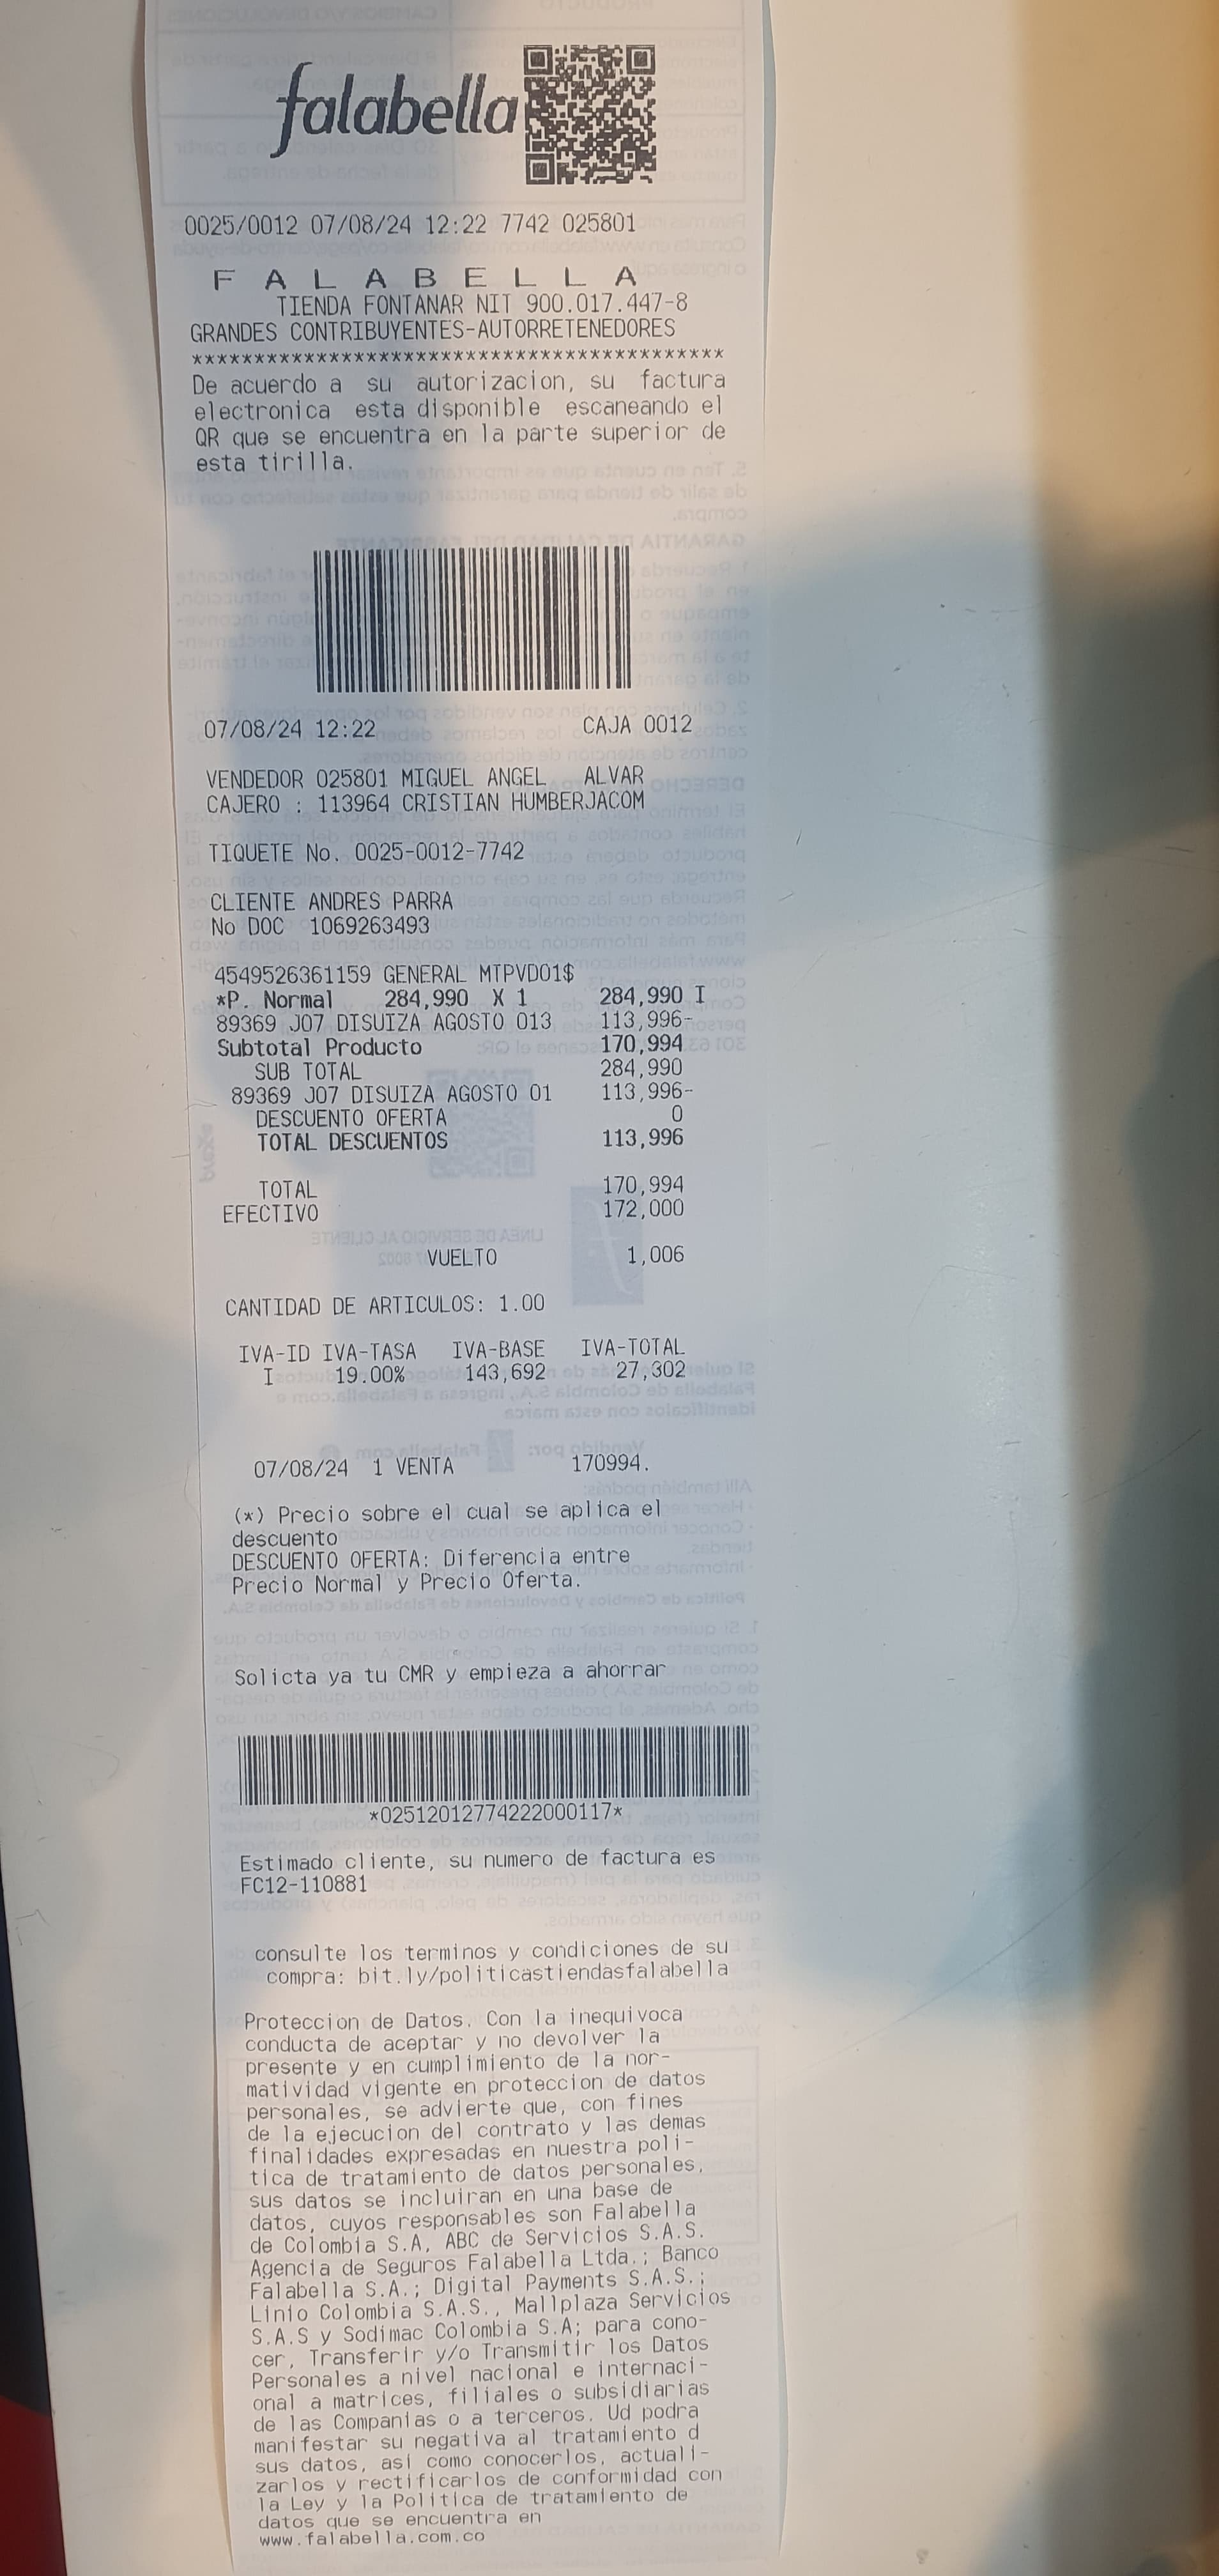 falabella
0025/0012 07/08/24 12:22 7742 025801
F A L A B E L L A
TIENDA FONTANAR NIT 900.017.447-8
GRANDES CONTRIBUYENTES-AUTORRETENEDORES
*******************************************
De acuerdo a su autorizacion, su factura
electronica esta disponible escaneando el
QR que se encuentra en la parte superior de
esta tirilla.
07/08/24 12:22 CAJA 0012
VENDEDOR 025801 MIGUEL ANGEL ALVAR
CAJERO : 113964 CRISTIAN HUMBERJACOM
TIQUETE No. 0025-0012-7742
CLIENTE ANDRES PARRA
No DOC 1069263493
4549526361159 GENERAL MTPVD01$
*P. Normal 284,990 X 1 284,990 I
89369 J07 DISUIZA AGOSTO 013 113,996-
Subtotal Producto 170,994
SUB TOTAL 284,990
89369 J07 DISUIZA AGOSTO 01 113,996-
DESCUENTO OFERTA 0
TOTAL DESCUENTOS 113,996
TOTAL 170,994
EFECTIVO 172,000
VUELTO 1,006
CANTIDAD DE ARTICULOS: 1.00
IVA-ID IVA-TASA IVA-BASE IVA-TOTAL
I 19.00% 143,692 27,302
07/08/24 1 VENTA 170994.
(*) Precio sobre el cual se aplica el
descuento
DESCUENTO OFERTA: Diferencia entre
Precio Normal y Precio Oferta.
Solicta ya tu CMR y empieza a ahorrar
*02512012774222000117*
Estimado cliente, su numero de factura es
FC12-110881
consulte los terminos y condiciones de su
compra: bit.ly/politicastiendasfalabella
Proteccion de Datos. Con la inequivoca
conducta de aceptar y no devolver la
presente y en cumplimiento de la nor-
matividad vigente en proteccion de datos
personales, se advierte que, con fines
de la ejecucion del contrato y las demas
finalidades expresadas en nuestra poli-
tica de tratamiento de datos personales,
sus datos se incluiran en una base de
datos, cuyos responsables son Falabella
de Colombia S.A, ABC de Servicios S.A.S.
Agencia de Seguros Falabella Ltda.; Banco
Falabella S.A.; Digital Payments S.A.S.;
Linio Colombia S.A.S., Mallplaza Servicios
S.A.S y Sodimac Colombia S.A; para cono-
cer, Transferir y/o Transmitir los Datos
Personales a nivel nacional e internaci-
onal a matrices, filiales o subsidiarias
de las Companias o a terceros. Ud podra
manifestar su negativa al tratamiento d
sus datos, asi como conocerlos, actuali-
zarlos y rectificarlos de conformidad con
la Ley y la Politica de tratamiento de
datos que se encuentra en
www.falabella.com.co